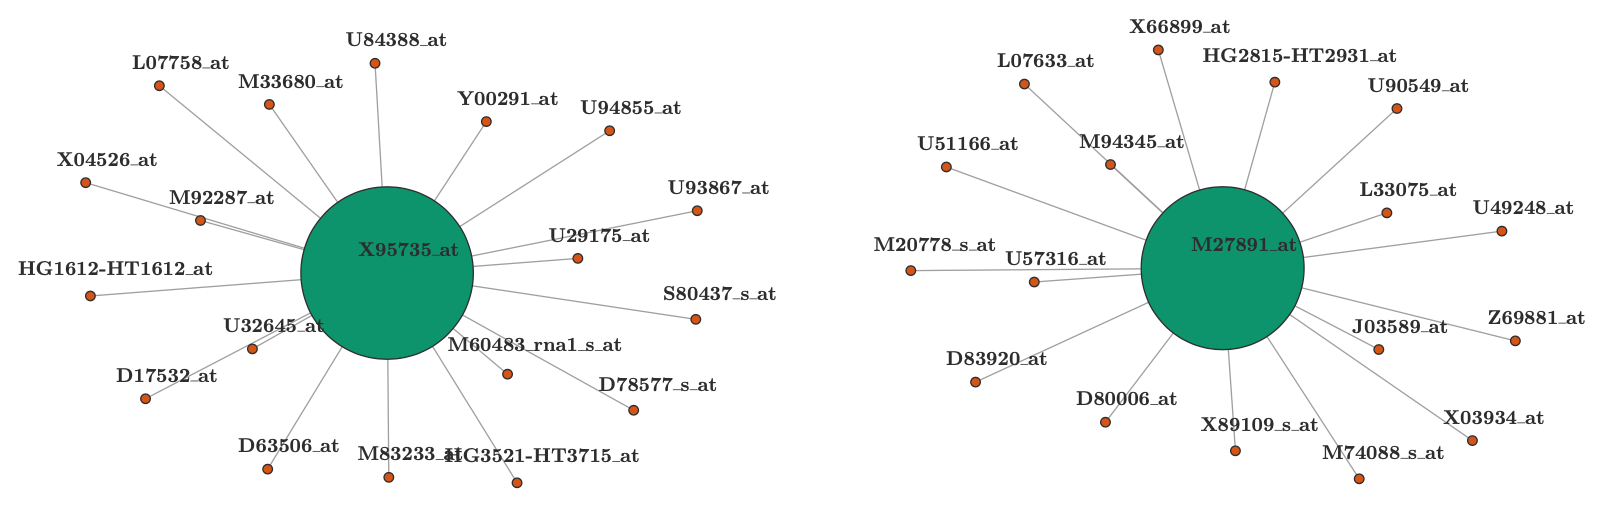 U84388_at
L07758_at
M33680_at
Y00291_at
U94855_at
X04526_at
M92287_at
U93867_at
U29175_at
X95735_at
HG1612-HT1612_at
S80437_s_at
U32645_at
M60483_rna1_s_at
D17532_at
D78577_s_at
D63506_at
M83233_at
HG3521-HT3715_at
X66899_at
HG2815-HT2931_at
L07633_at
U90549_at
U51166_at
M94345_at
L33075_at
U49248_at
M20778_s_at
U57316_at
M27891_at
Z69881_at
J03589_at
D83920_at
D80006_at
X03934_at
X89109_s_at
M74088_s_at